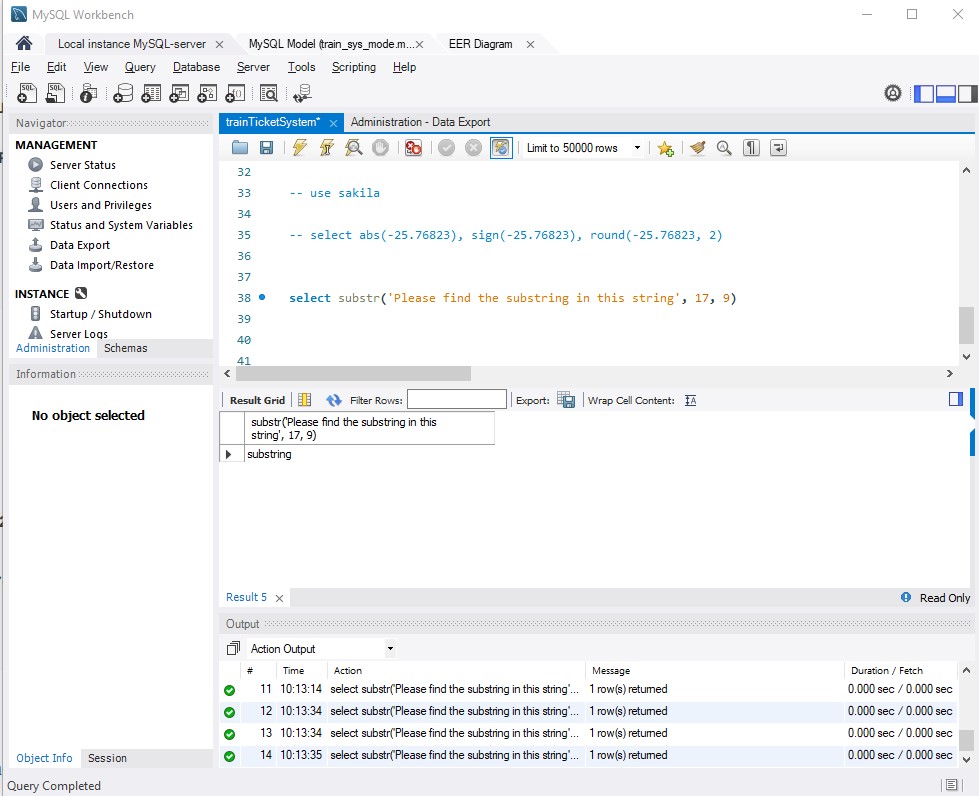 MySQL Workbench
Local instance MySQL-server
MySQL Model (train_sys_mode.m...
EER Diagram
File Edit View Query Database Server Tools Scripting Help
Navigator
MANAGEMENT
Server Status
Client Connections
Users and Privileges
Status and System Variables
Data Export
Data Import/Restore
INSTANCE
Startup / Shutdown
Server Logs
Administration Schemas
Information
No object selected
Object Info Session
trainTicketSystem* Administration - Data Export
Limit to 50000 rows
32
33 -- use sakila
34
35 -- select abs(-25.76823), sign(-25.76823), round(-25.76823, 2)
36
37
38 select substr('Please find the substring in this string', 17, 9)
39
40
41
Result Grid Filter Rows: Export: Wrap Cell Content:
substr('Please find the substring in this
string', 17, 9)
substring
Result 5 Read Only
Output
Action Output
# Time Action Message Duration / Fetch
11 10:13:14 select substr('Please find the substring in this string'... 1 row(s) returned 0.000 sec / 0.000 sec
12 10:13:34 select substr('Please find the substring in this string'... 1 row(s) returned 0.000 sec / 0.000 sec
13 10:13:34 select substr('Please find the substring in this string'... 1 row(s) returned 0.000 sec / 0.000 sec
14 10:13:35 select substr('Please find the substring in this string'... 1 row(s) returned 0.000 sec / 0.000 sec
Query Completed